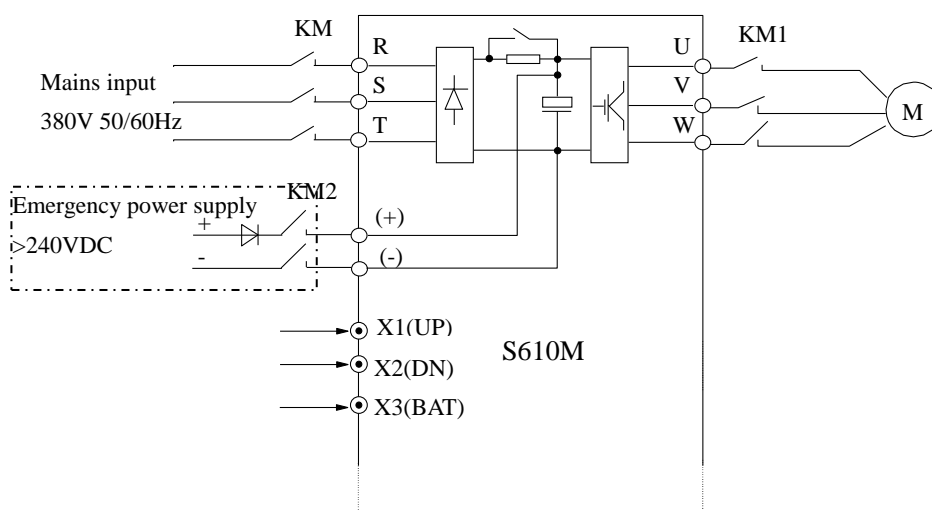 KM
R
U
KM1
Mains input
S
V
380V 50/60Hz
T
W
M
KM2
Emergency power supply
+
(+)
>240VDC
-
(-)
X1(UP)
S610M
X2(DN)
X3(BAT)